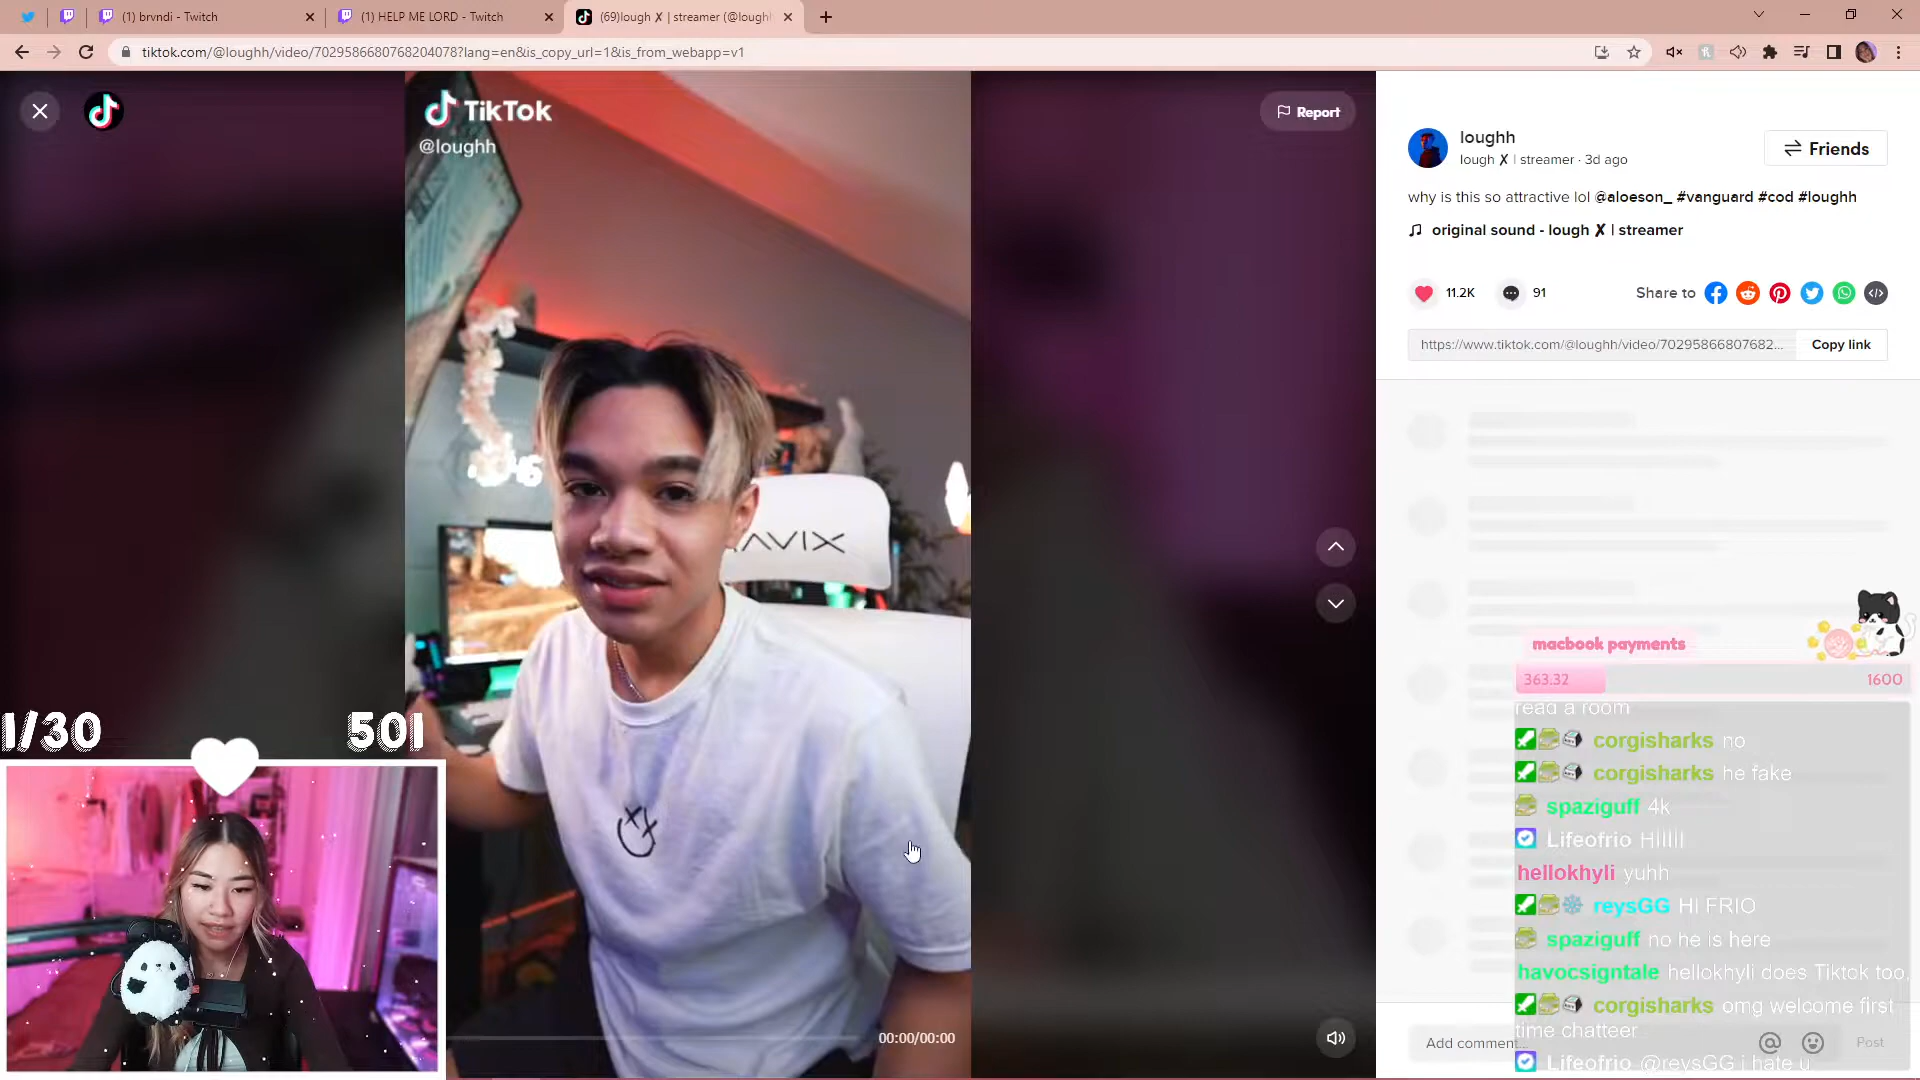 (1) brvndi - Twitch
(1) HELP ME LORD - Twitch
(69)lough ✗ | streamer (@lough
tiktok.com/@loughh/video/7029586680768204078?lang=en&is_copy_url=1&is_from_webapp=v1
TikTok
@loughh
Report
loughh
lough ✗ | streamer · 3d ago
Friends
why is this so attractive lol @aloeson_ #vanguard #cod #loughh
original sound - lough ✗ | streamer
11.2K
91
Share to
https://www.tiktok.com/@loughh/video/70295866807682...
Copy link
AVIX
macbook payments
363.32
1600
read a room
corgisharks no
corgisharks he fake
spaziguff 4k
Lifeofrio HIIIII
hellokhyli yuhh
reysGG HI FRIO
spaziguff no he is here
havocsigntale hellokhyli does Tiktok too.
corgisharks omg welcome first
time chatteer
Lifeofrio @reysGG i hate u
1/30
501
00:00/00:00
Add comment...
Post